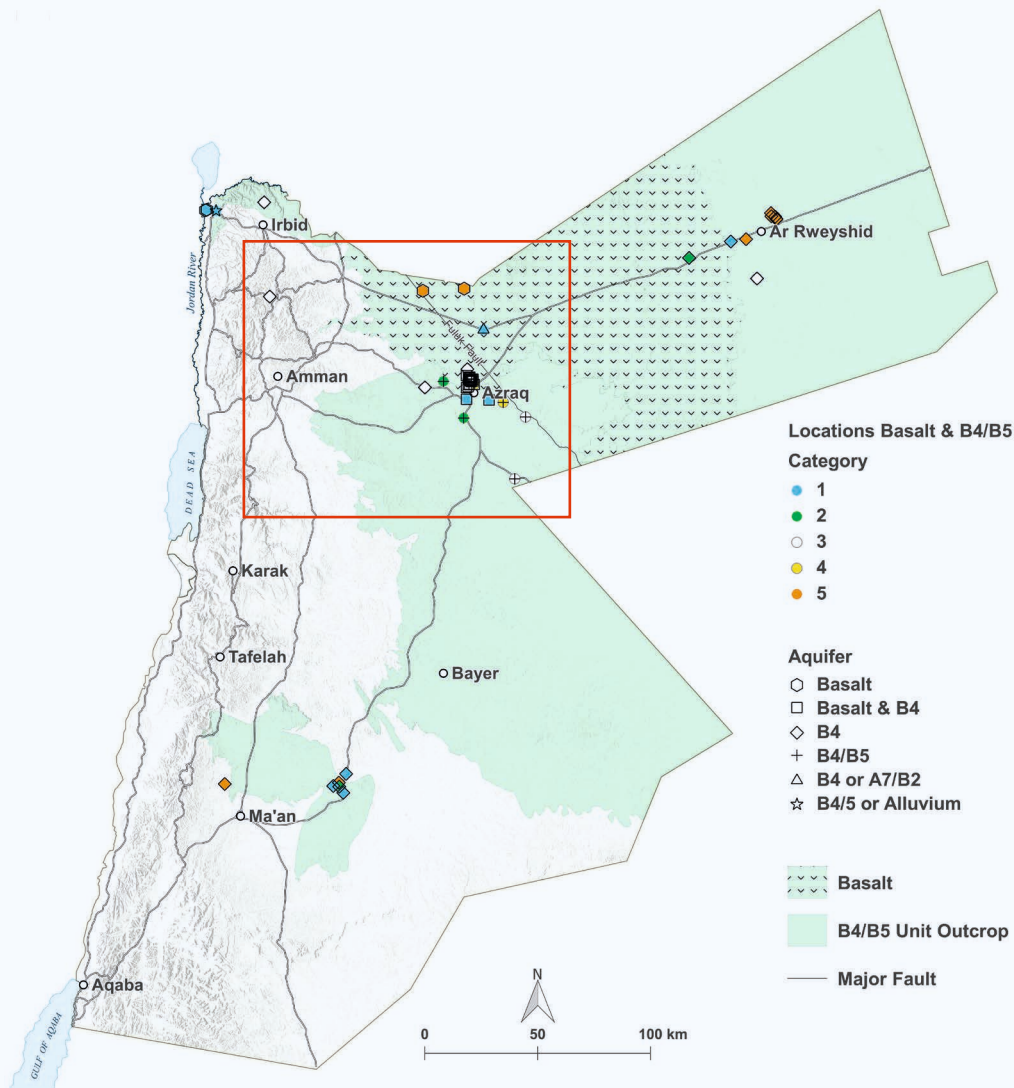 Irbid
Ar Rweyshid
Jordan River
Fulak Fault
Amman
Azraq
DEAD SEA
Karak
Tafelah
Bayer
Ma'an
Aqaba
GULF OF AQABA
Locations Basalt & B4/B5
Category
1
2
3
4
5
Aquifer
Basalt
Basalt & B4
B4
B4/B5
B4 or A7/B2
B4/5 or Alluvium
Basalt
B4/B5 Unit Outcrop
Major Fault
N
0 50 100 km